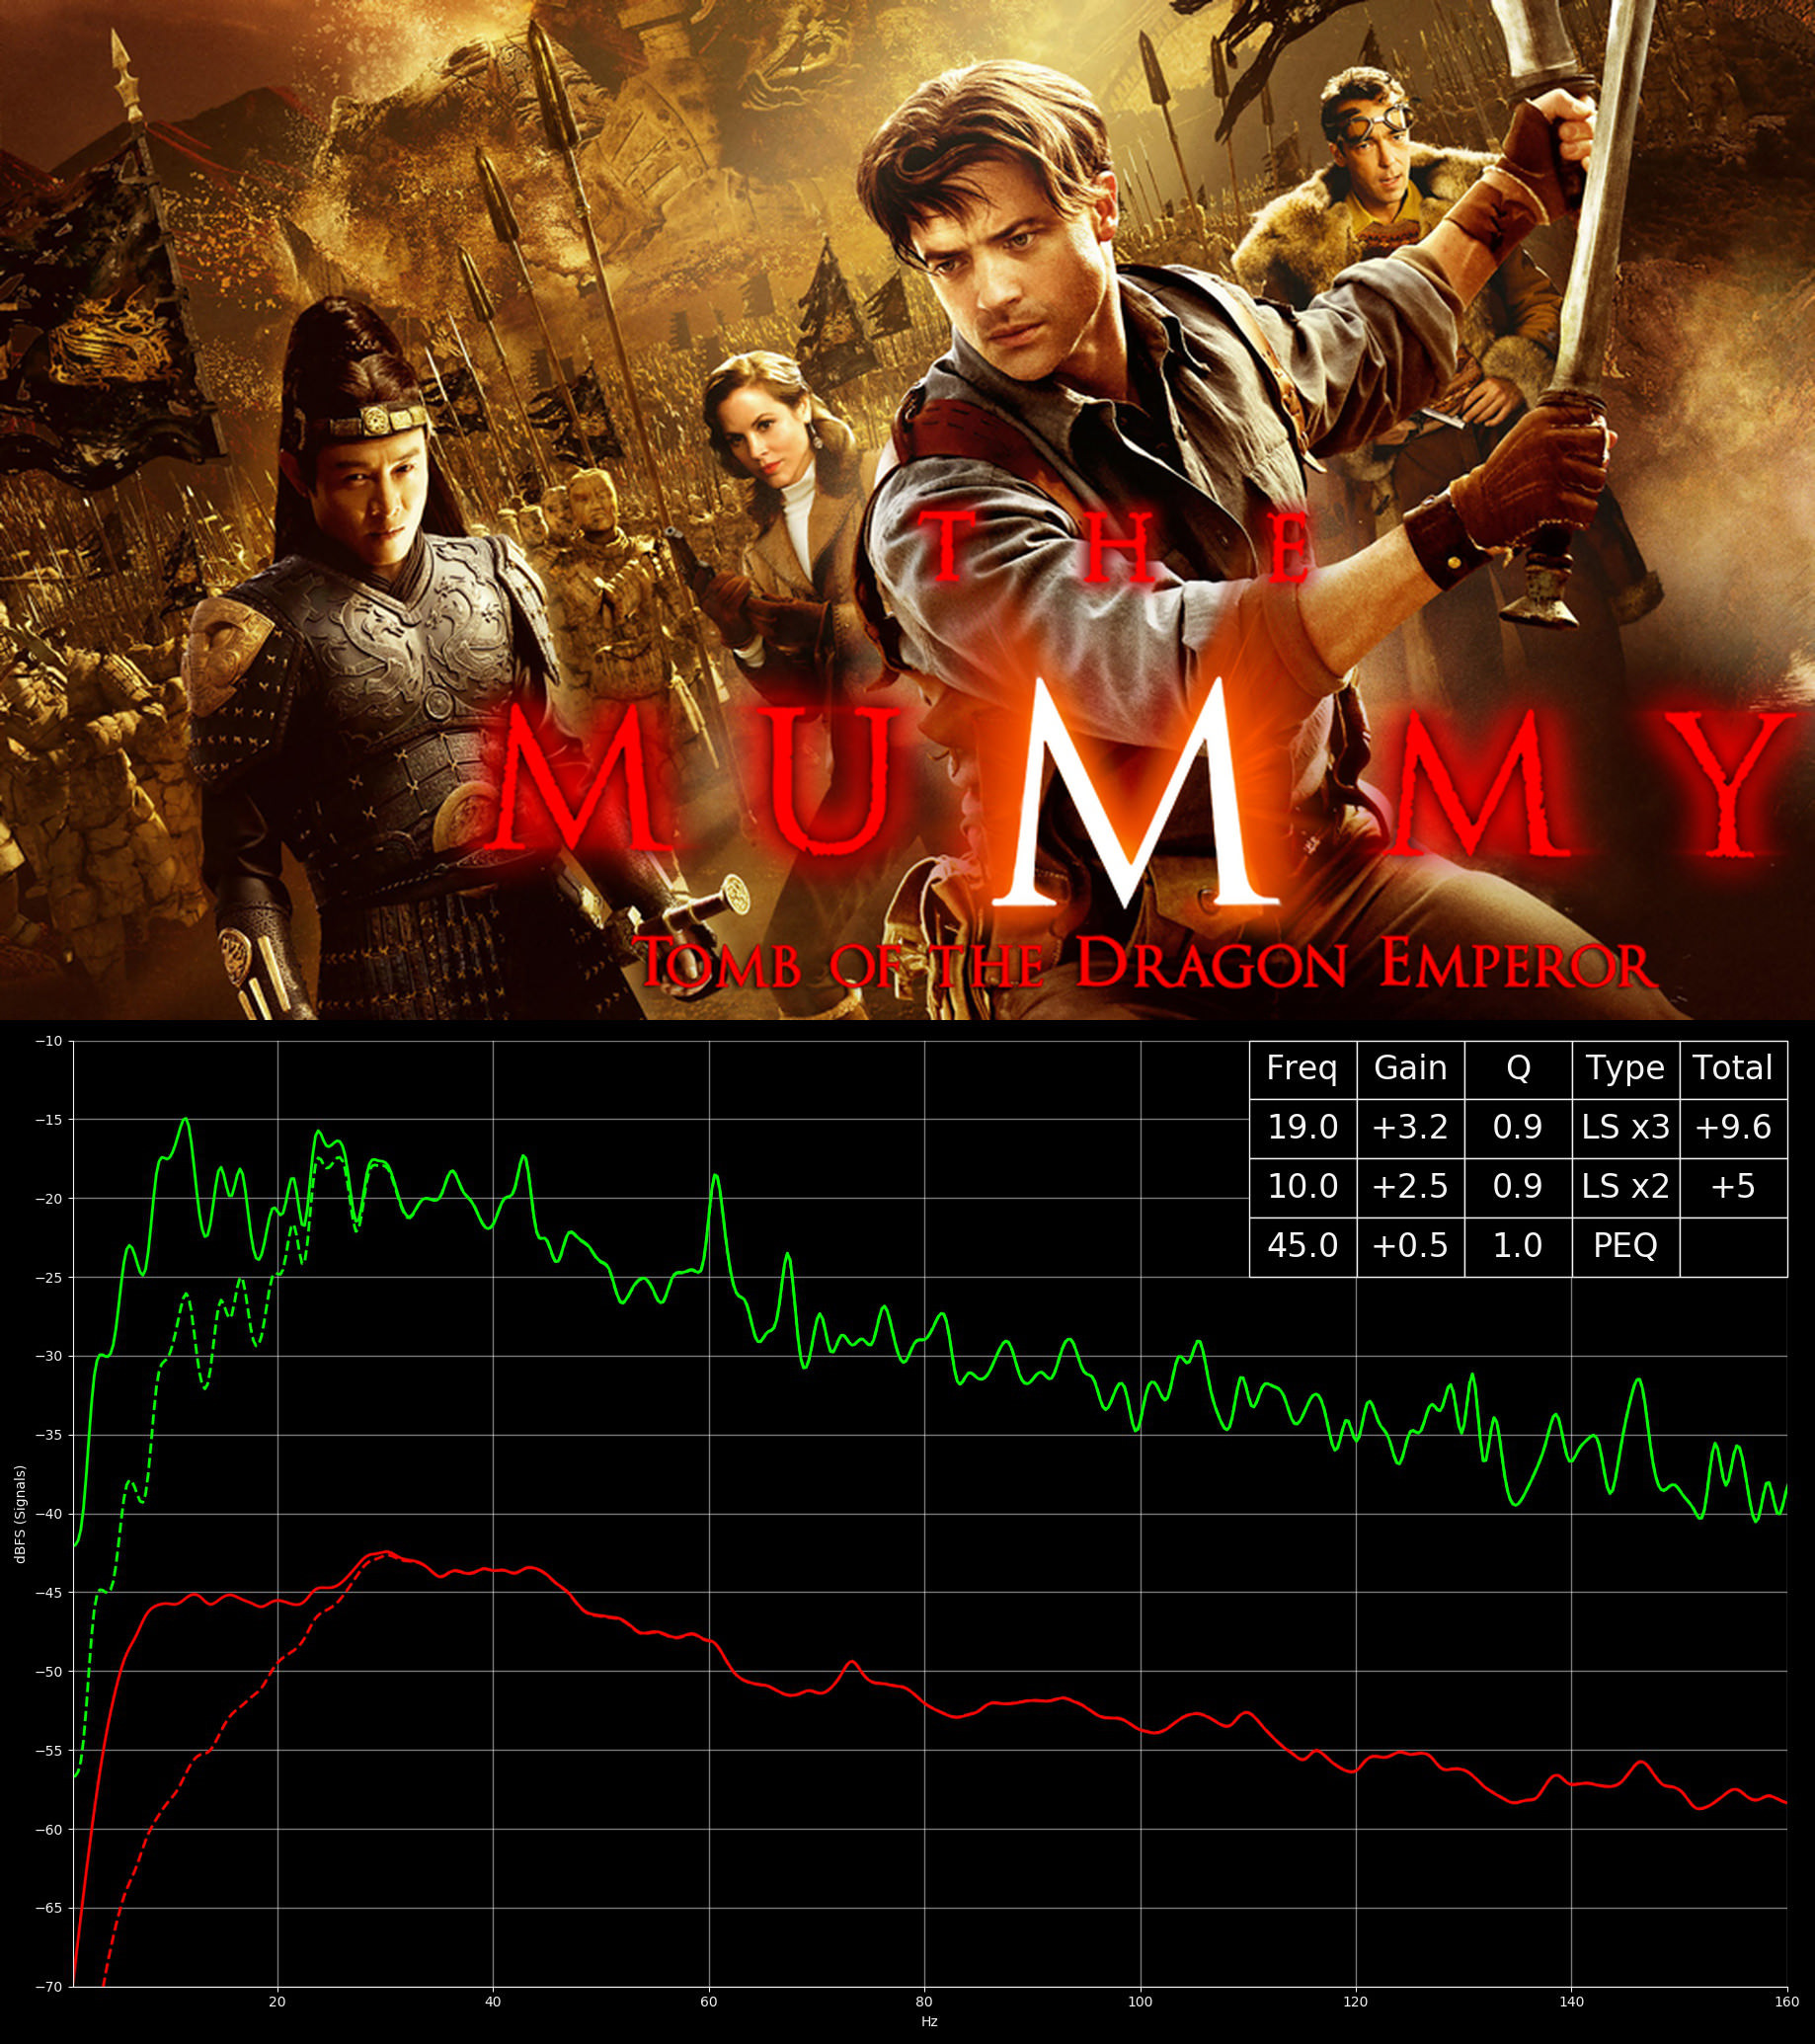 THE
MUMMY
TOMB OF THE DRAGON EMPEROR
Freq Gain Q Type Total
19.0 +3.2 0.9 LS x3 +9.6
10.0 +2.5 0.9 LS x2 +5
45.0 +0.5 1.0 PEQ
−10
−15
−20
−25
−30
−35
−40
−45
−50
−55
−60
−65
−70
dBFS (Signals)
20 40 60 80 100 120 140 160
Hz